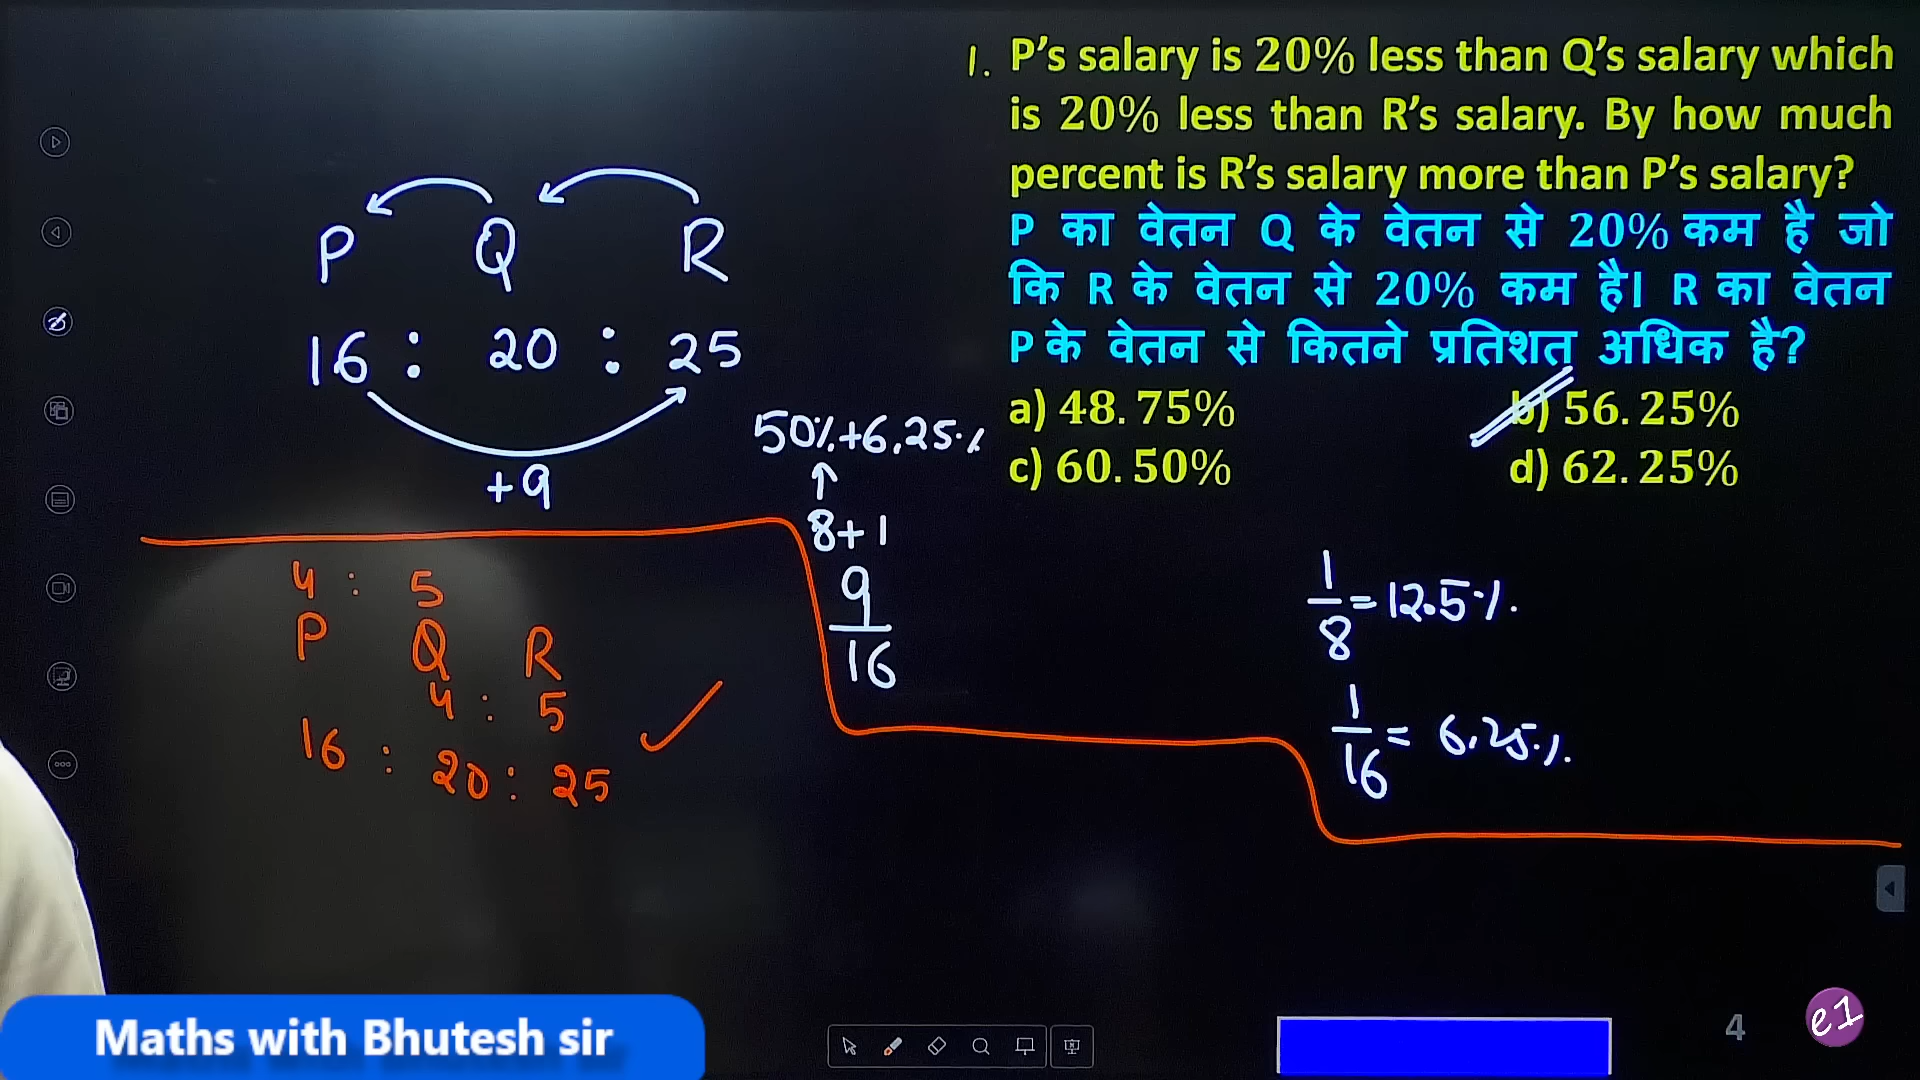 1. P’s salary is 20% less than Q’s salary which
is 20% less than R’s salary. By how much
percent is R’s salary more than P’s salary?
P का वेतन Q के वेतन से 20% कम है जो
कि R के वेतन से 20% कम है। R का वेतन
P के वेतन से कितने प्रतिशत अधिक है?
a) 48.75% b) 56.25%
c) 60.50% d) 62.25%
P Q R
16 : 20 : 25
+9
50%+6.25%
8+1
9
16
4 : 5
P Q R
4 : 5
16 : 20 : 25
1
8 = 12.5%.
1
16 = 6.25%.
Maths with Bhutesh sir
4
e1